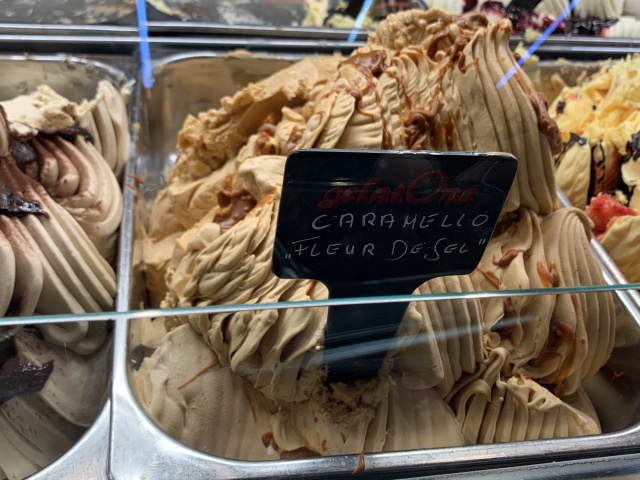 gelatOne
CARAMELLO
„FLEUR DE SEL"